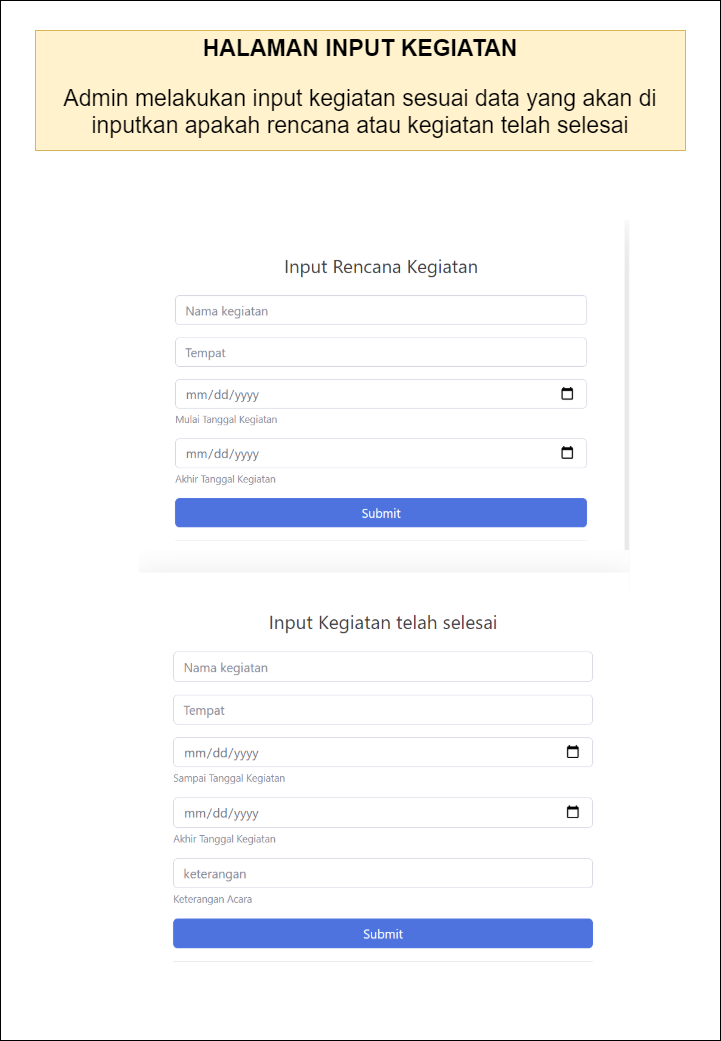 HALAMAN INPUT KEGIATAN
Admin melakukan input kegiatan sesuai data yang akan di
inputkan apakah rencana atau kegiatan telah selesai
Input Rencana Kegiatan
Nama kegiatan
Tempat
mm/dd/yyyy
Mulai Tanggal Kegiatan
mm/dd/yyyy
Akhir Tanggal Kegiatan
Submit
Input Kegiatan telah selesai
Nama kegiatan
Tempat
mm/dd/yyyy
Sampai Tanggal Kegiatan
mm/dd/yyyy
Akhir Tanggal Kegiatan
keterangan
Keterangan Acara
Submit